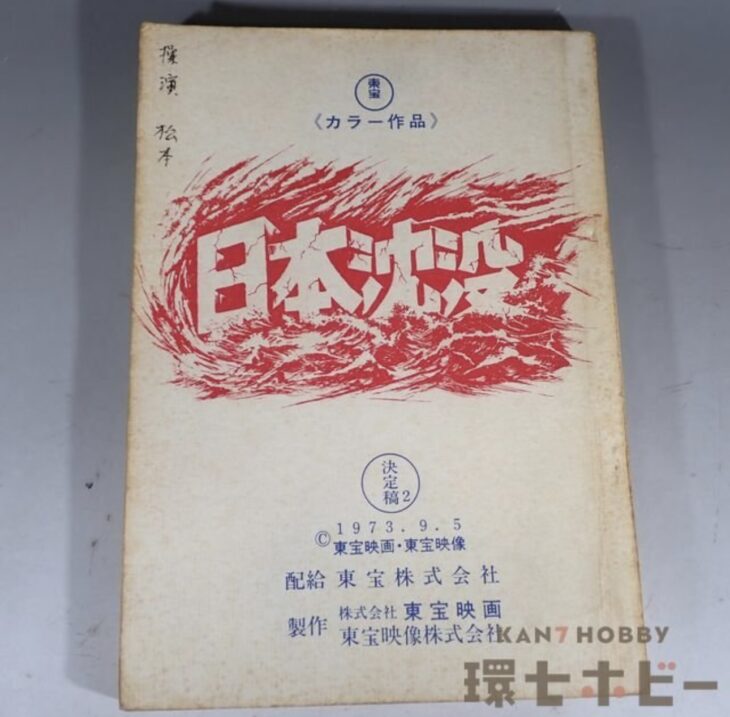 操演 松本
東宝
《カラー作品》
日本沈没
決定稿2
1973.9.5
© 東宝映画・東宝映像
配給 東宝株式会社
製作 株式会社 東宝映画
東宝映像株式会社
KAN7 HOBBY
環七ホビー